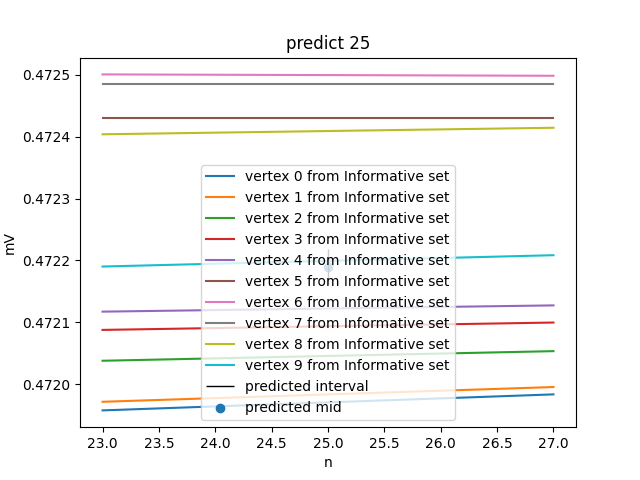 predict 25
mV
0.4725
0.4724
0.4723
0.4722
0.4721
0.4720
vertex 0 from Informative set
vertex 1 from Informative set
vertex 2 from Informative set
vertex 3 from Informative set
vertex 4 from Informative set
vertex 5 from Informative set
vertex 6 from Informative set
vertex 7 from Informative set
vertex 8 from Informative set
vertex 9 from Informative set
predicted interval
predicted mid
23.0 23.5 24.0 24.5 25.0 25.5 26.0 26.5 27.0
n